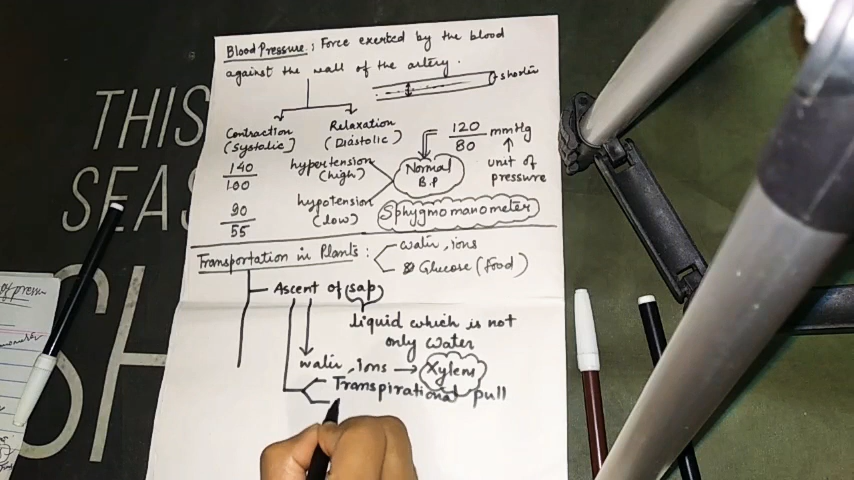 Blood Pressure : Force exerted by the blood
against the wall of the artery.
shorter
Contraction
(Systolic)
Relaxation
(Diastolic)
120
80
mmHg
unit of
pressure
Normal
B.P
140
100
hypertension
(high)
90
55
hypotension
(low)
Sphygmomanometer
Transportation in Plants :
water, ions
Glucose (Food)
Ascent of (sap)
liquid which is not
only water
water, ions → Xylem
Transpirational pull
THIS
SEAS
SH